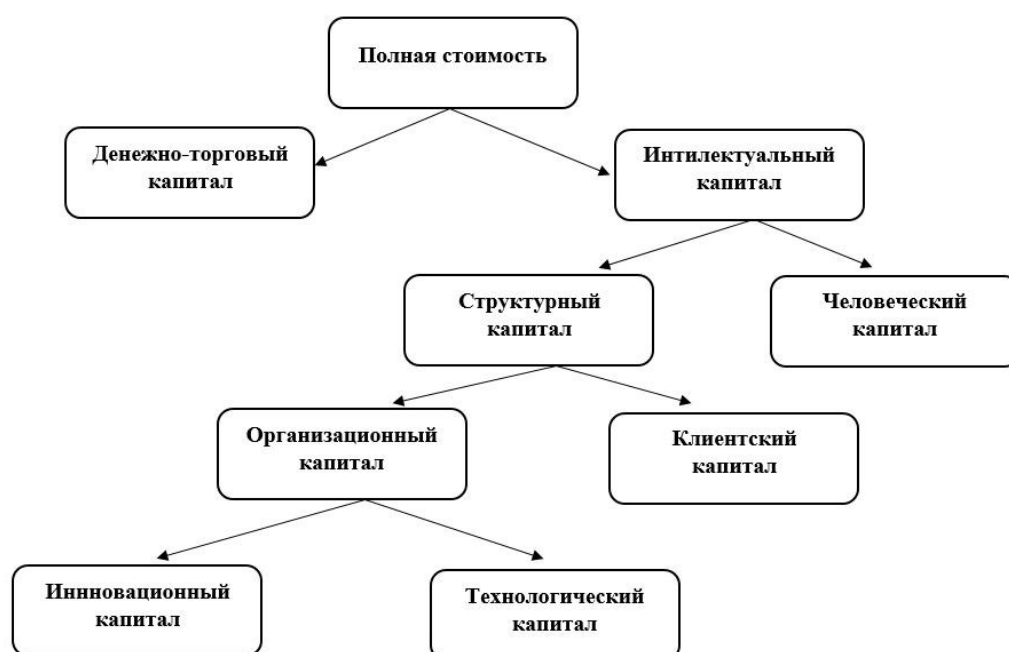 Полная стоимость
Денежно-торговый
капитал
Интилектуальный
капитал
Структурный
капитал
Человеческий
капитал
Организационный
капитал
Клиентский
капитал
Иннновационный
капитал
Технологический
капитал